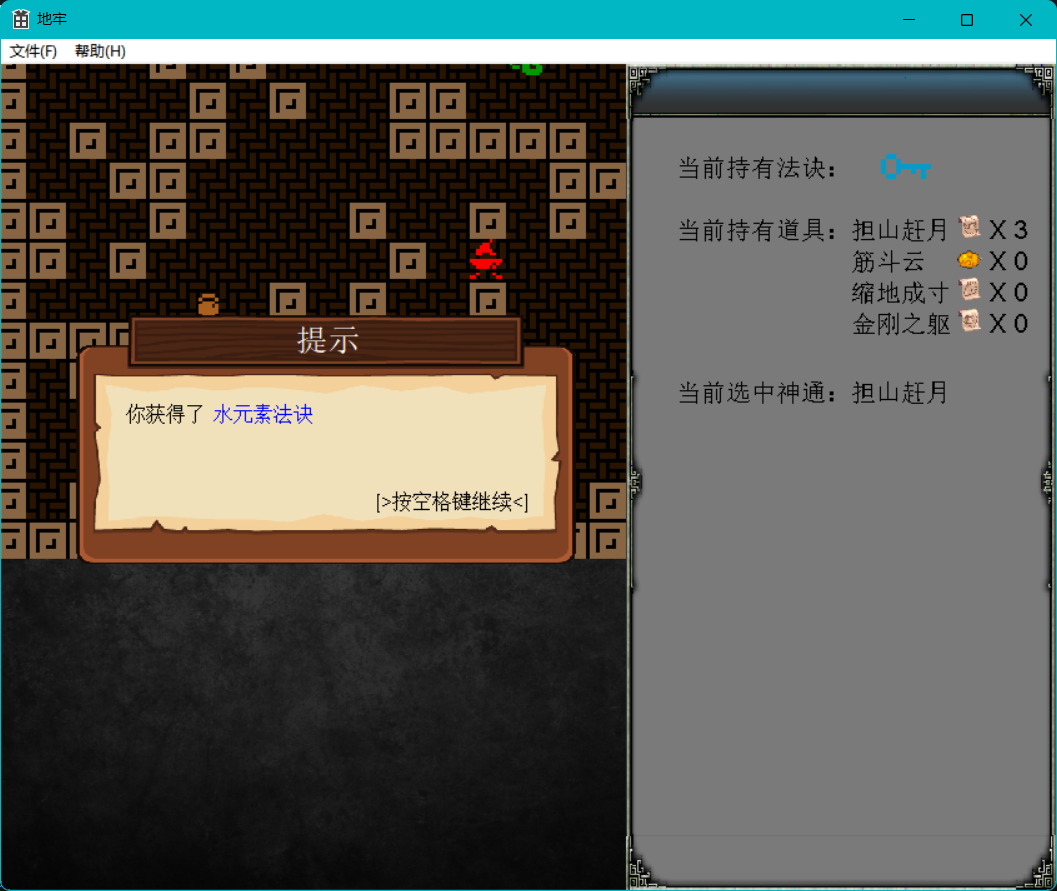 地牢
文件(F) 帮助(H)
当前持有法诀：
当前持有道具：担山赶月 X 3
筋斗云 X 0
缩地成寸 X 0
金刚之躯 X 0
当前选中神通：担山赶月
提示
你获得了 水元素法诀
[>按空格键继续<]